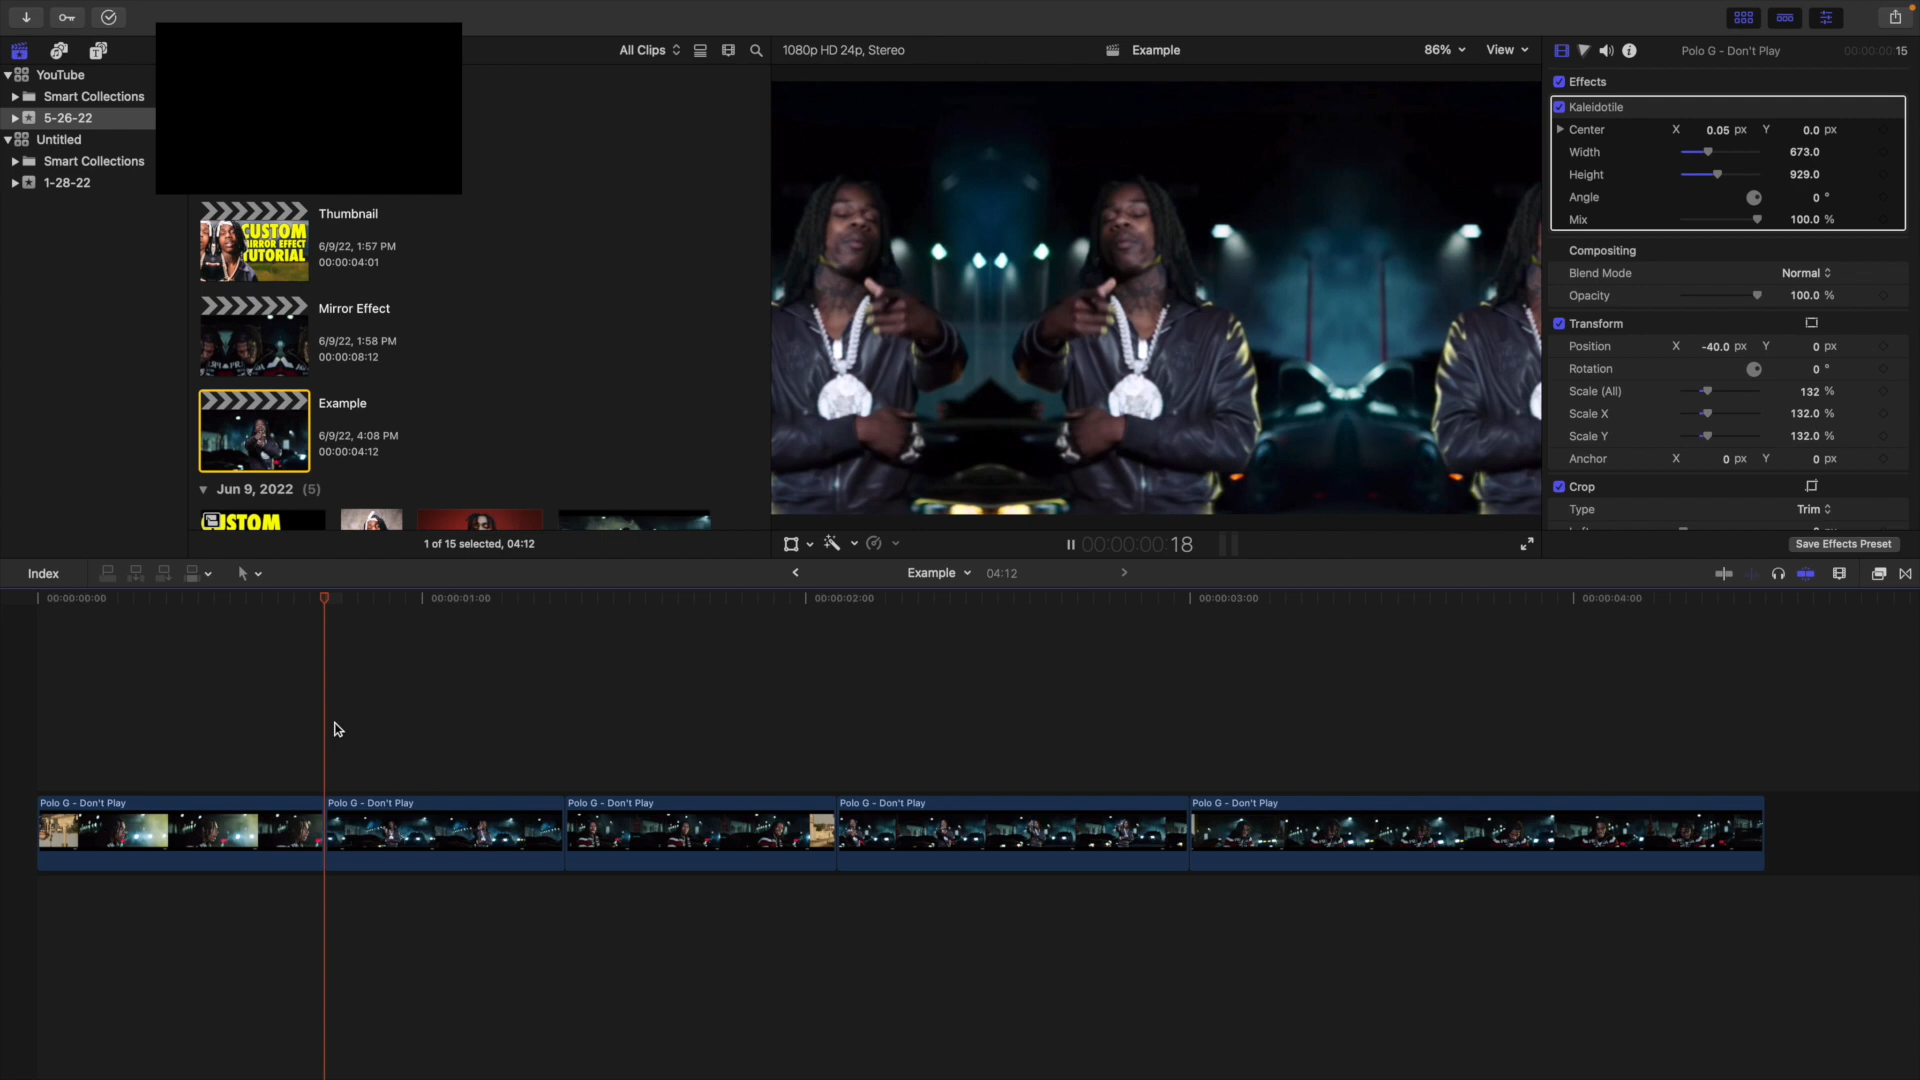 All Clips
1080p HD 24p, Stereo
Example
86%
View
Polo G - Don't Play
00:00:00:15
YouTube
Smart Collections
5-26-22
Untitled
Smart Collections
1-28-22
Thumbnail
6/9/22, 1:57 PM
00:00:04:01
CUSTOM
MIRROR EFFECT
TUTORIAL
Mirror Effect
6/9/22, 1:58 PM
00:00:08:12
Example
6/9/22, 4:08 PM
00:00:04:12
Jun 9, 2022 (5)
1 of 15 selected, 04:12
Effects
Kaleidotile
Center X 0.05 px Y 0.0 px
Width 673.0
Height 929.0
Angle 0 °
Mix 100.0 %
Compositing
Blend Mode Normal
Opacity 100.0 %
Transform
Position X -40.0 px Y 0 px
Rotation 0 °
Scale (All) 132 %
Scale X 132.0 %
Scale Y 132.0 %
Anchor X 0 px Y 0 px
Crop
Type Trim
Save Effects Preset
00:00:00:18
Index
Example
04:12
00:00:00:00
00:00:01:00
00:00:02:00
00:00:03:00
00:00:04:00
Polo G - Don't Play
Polo G - Don't Play
Polo G - Don't Play
Polo G - Don't Play
Polo G - Don't Play